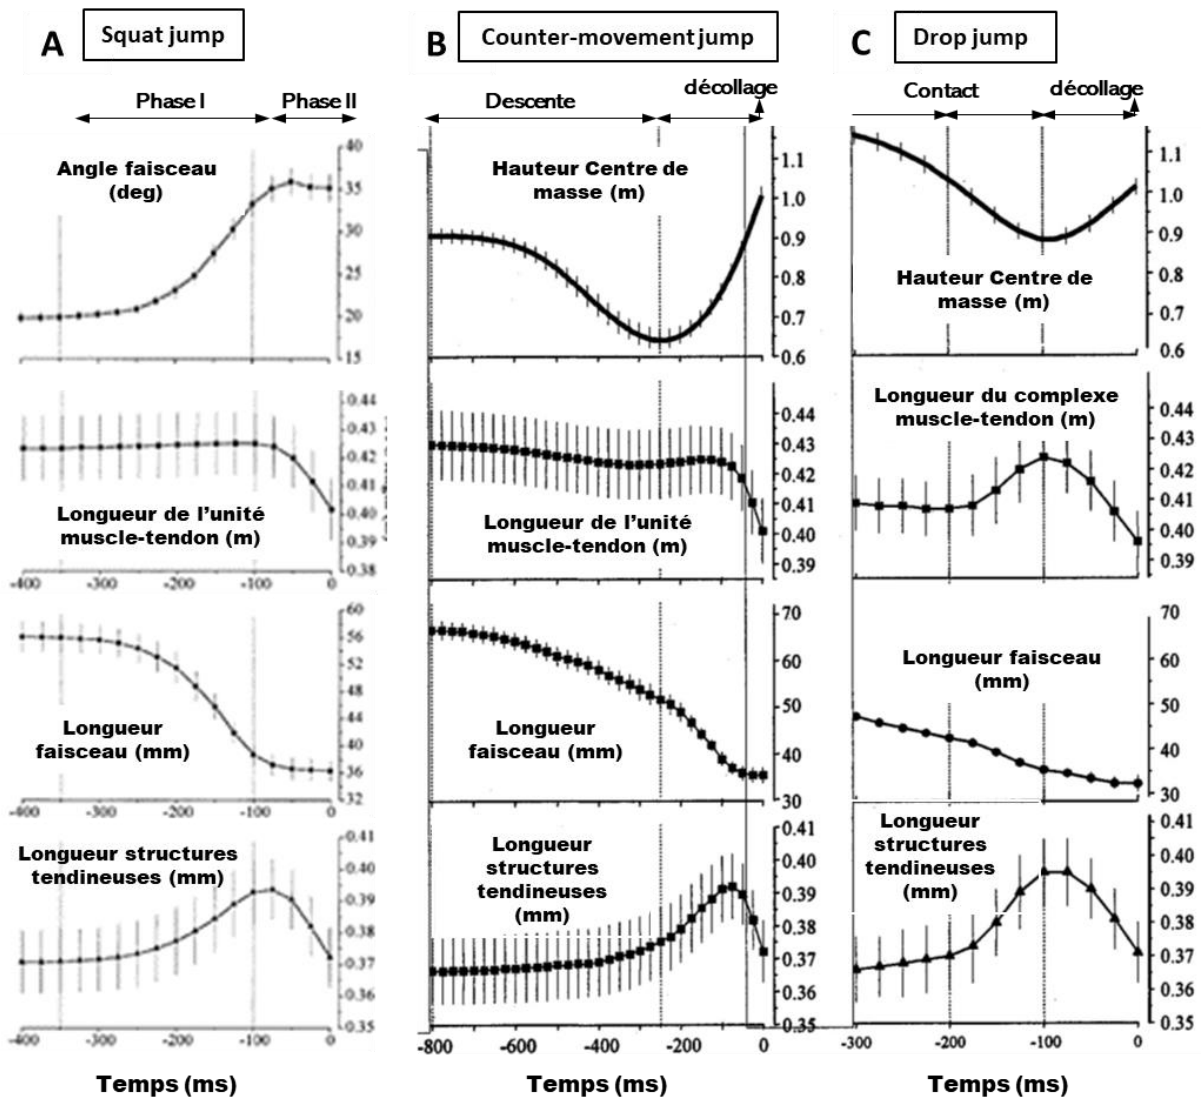 A
Squat jump
Phase I
Phase II
Angle faisceau
(deg)
40
35
30
25
20
15
Longueur de l'unité
muscle-tendon (m)
0.44
0.43
0.42
0.41
0.40
0.39
0.38
-400
-300
-200
-100
0
Longueur
faisceau (mm)
60
56
52
48
44
40
36
32
-400
-300
-200
-100
0
Longueur structures
tendineuses (mm)
0.41
0.40
0.39
0.38
0.37
0.36
0.35
-400
-300
-200
-100
0
Temps (ms)
B
Counter-movement jump
Descente
décollage
Hauteur Centre de
masse (m)
1.1
1.0
0.9
0.8
0.7
0.6
Longueur de l'unité
muscle-tendon (m)
0.44
0.43
0.42
0.41
0.40
0.39
Longueur
faisceau (mm)
70
60
50
40
30
Longueur
structures
tendineuses
(mm)
0.41
0.40
0.39
0.38
0.37
0.36
0.35
-800
-600
-400
-200
0
Temps (ms)
C
Drop jump
Contact
décollage
Hauteur Centre de
masse (m)
1.1
1.0
0.9
0.8
0.7
0.6
Longueur du complexe
muscle-tendon (m)
0.44
0.43
0.42
0.41
0.40
0.39
Longueur faisceau
(mm)
70
60
50
40
30
Longueur
structures
tendineuses
(mm)
0.41
0.40
0.39
0.38
0.37
0.36
0.35
-300
-200
-100
0
Temps (ms)